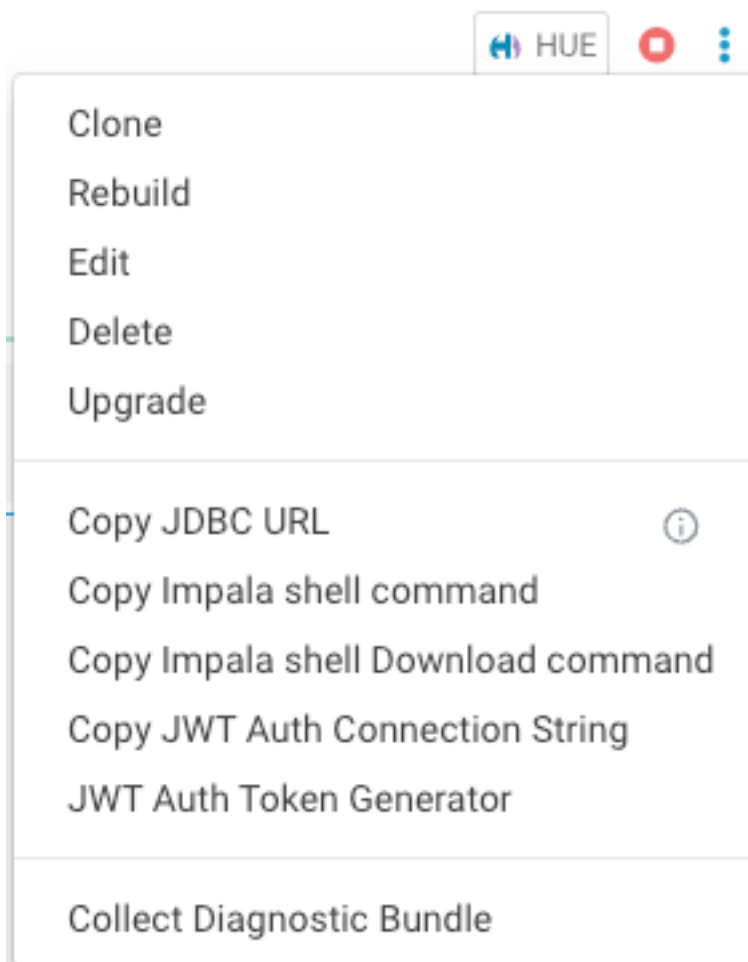 HUE
Clone
Rebuild
Edit
Delete
Upgrade
Copy JDBC URL
Copy Impala shell command
Copy Impala shell Download command
Copy JWT Auth Connection String
JWT Auth Token Generator
Collect Diagnostic Bundle